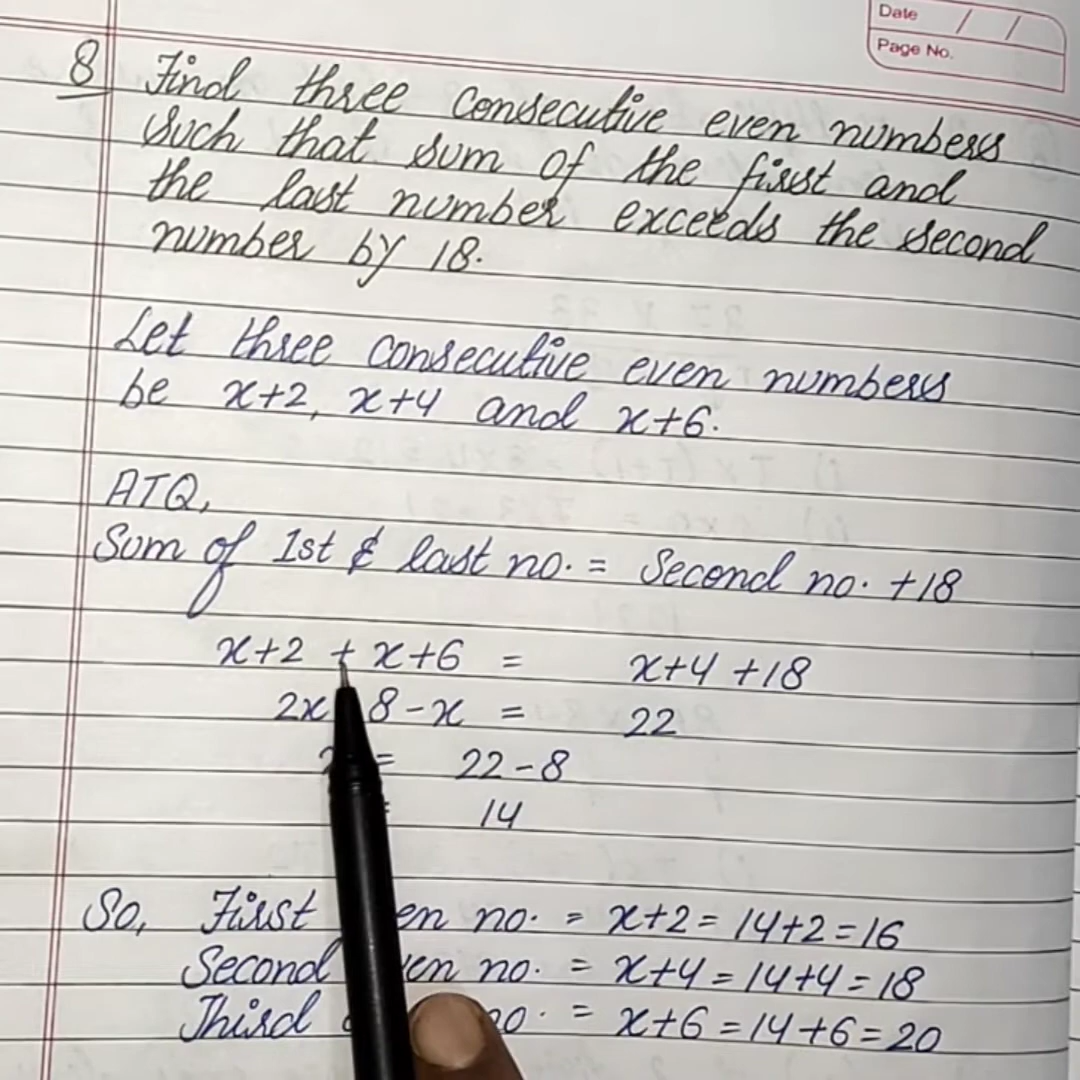 Date / /
Page No.
8 Find three consecutive even numbers
such that sum of the first and
the last number exceeds the second
number by 18.
Let three consecutive even numbers
be x+2, x+4 and x+6.
ATQ,
Sum of 1st & last no. = Second no. +18
x+2 + x+6 = x+4 +18
2x 8-x = 22
= 22-8
14
So, First no. = x+2 = 14+2 = 16
Second no. = x+4 = 14+4 = 18
Third no. = x+6 = 14+6 = 20